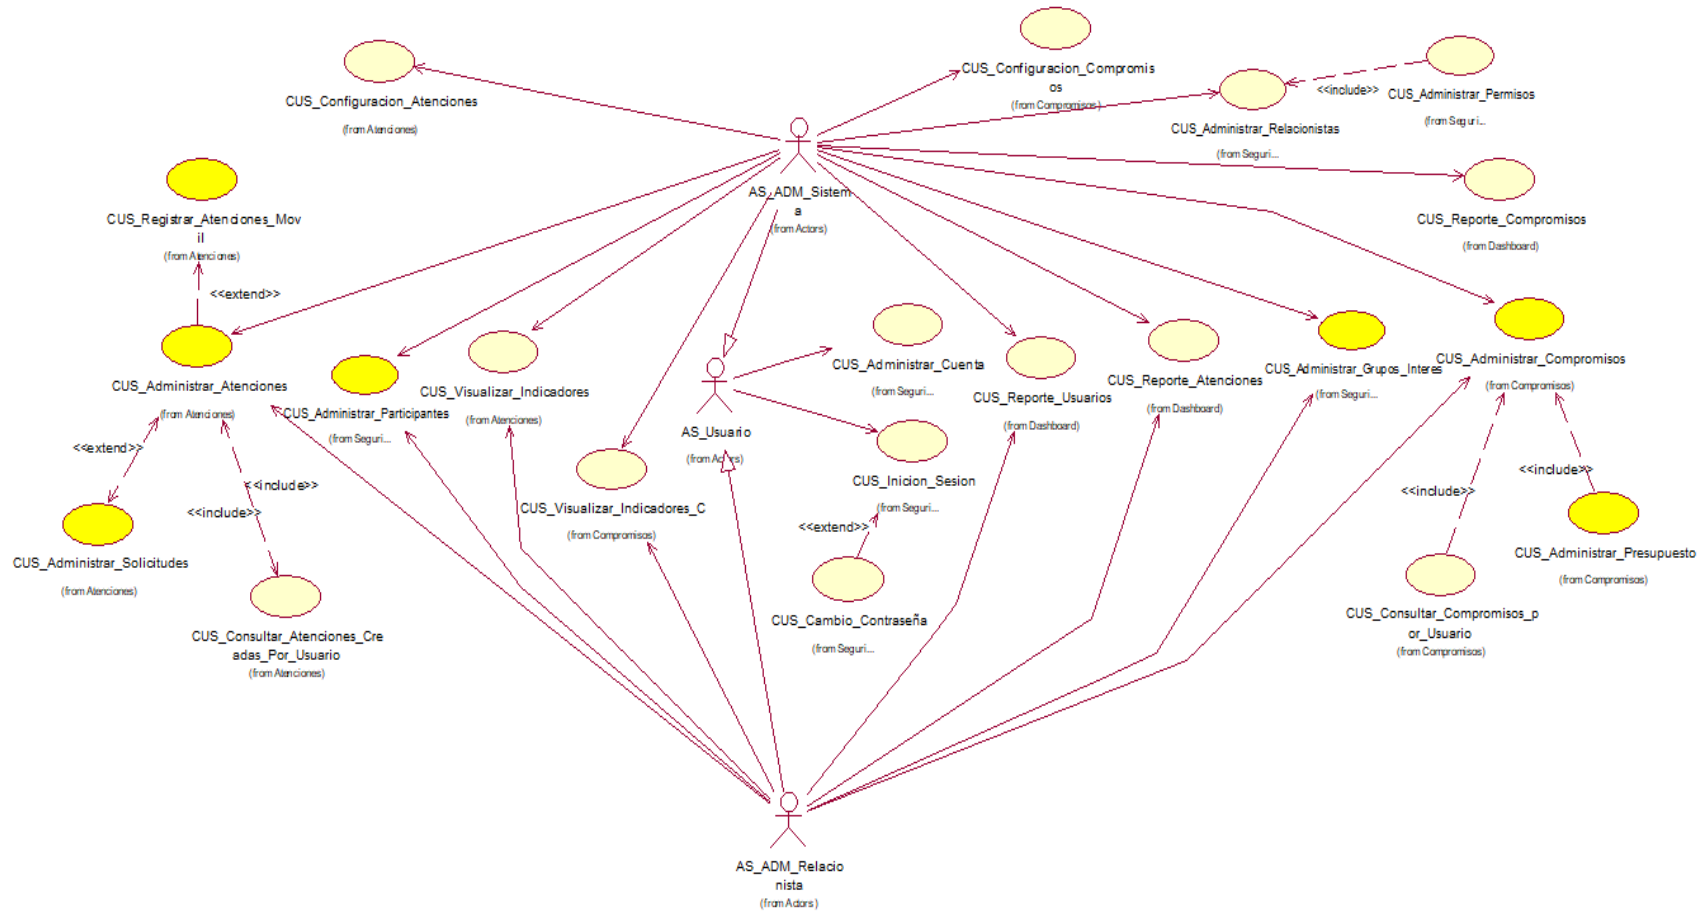 CUS_Configuracion_Atenciones
(from Atenciones)
CUS_Configuracion_Compromis
os
(from Compromisos)
<<include>>
CUS_Administrar_Permisos
(from Seguri...
CUS_Administrar_Relacionistas
(from Seguri...
AS_ADM_Sistem
a
(from Actors)
CUS_Registrar_Atenciones_Mov
il
(from Atenciones)
<<extend>>
CUS_Reporte_Compromisos
(from Dashboard)
CUS_Administrar_Atenciones
(from Atenciones)
CUS_Administrar_Participantes
(from Seguri...
CUS_Visualizar_Indicadores
(from Atenciones)
CUS_Administrar_Cuenta
(from Seguri...
CUS_Reporte_Usuarios
(from Dashboard)
CUS_Reporte_Atenciones
(from Dashboard)
CUS_Administrar_Grupos_Interes
(from Seguri...
CUS_Administrar_Compromisos
(from Compromisos)
AS_Usuario
(from Actors)
<<extend>>
<<include>>
<<include>>
CUS_Visualizar_Indicadores_C
(from Compromisos)
CUS_Inicion_Sesion
(from Seguri...
<<extend>>
<<include>>
<<include>>
CUS_Administrar_Solicitudes
(from Atenciones)
CUS_Administrar_Presupuesto
(from Compromisos)
CUS_Consultar_Atenciones_Cre
adas_Por_Usuario
(from Atenciones)
CUS_Cambio_Contraseña
(from Seguri...
CUS_Consultar_Compromisos_p
or_Usuario
(from Compromisos)
AS_ADM_Relacio
nista
(from Actors)